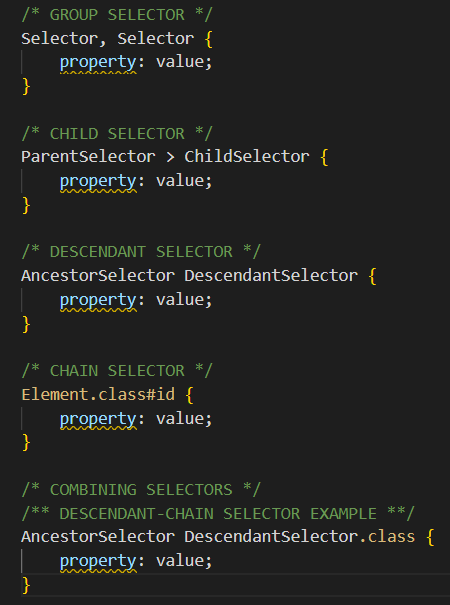 /* GROUP SELECTOR */
Selector, Selector {
    property: value;
}

/* CHILD SELECTOR */
ParentSelector > ChildSelector {
    property: value;
}

/* DESCENDANT SELECTOR */
AncestorSelector DescendantSelector {
    property: value;
}

/* CHAIN SELECTOR */
Element.class#id {
    property: value;
}

/* COMBINING SELECTORS */
/** DESCENDANT-CHAIN SELECTOR EXAMPLE **/
AncestorSelector DescendantSelector.class {
    property: value;
}